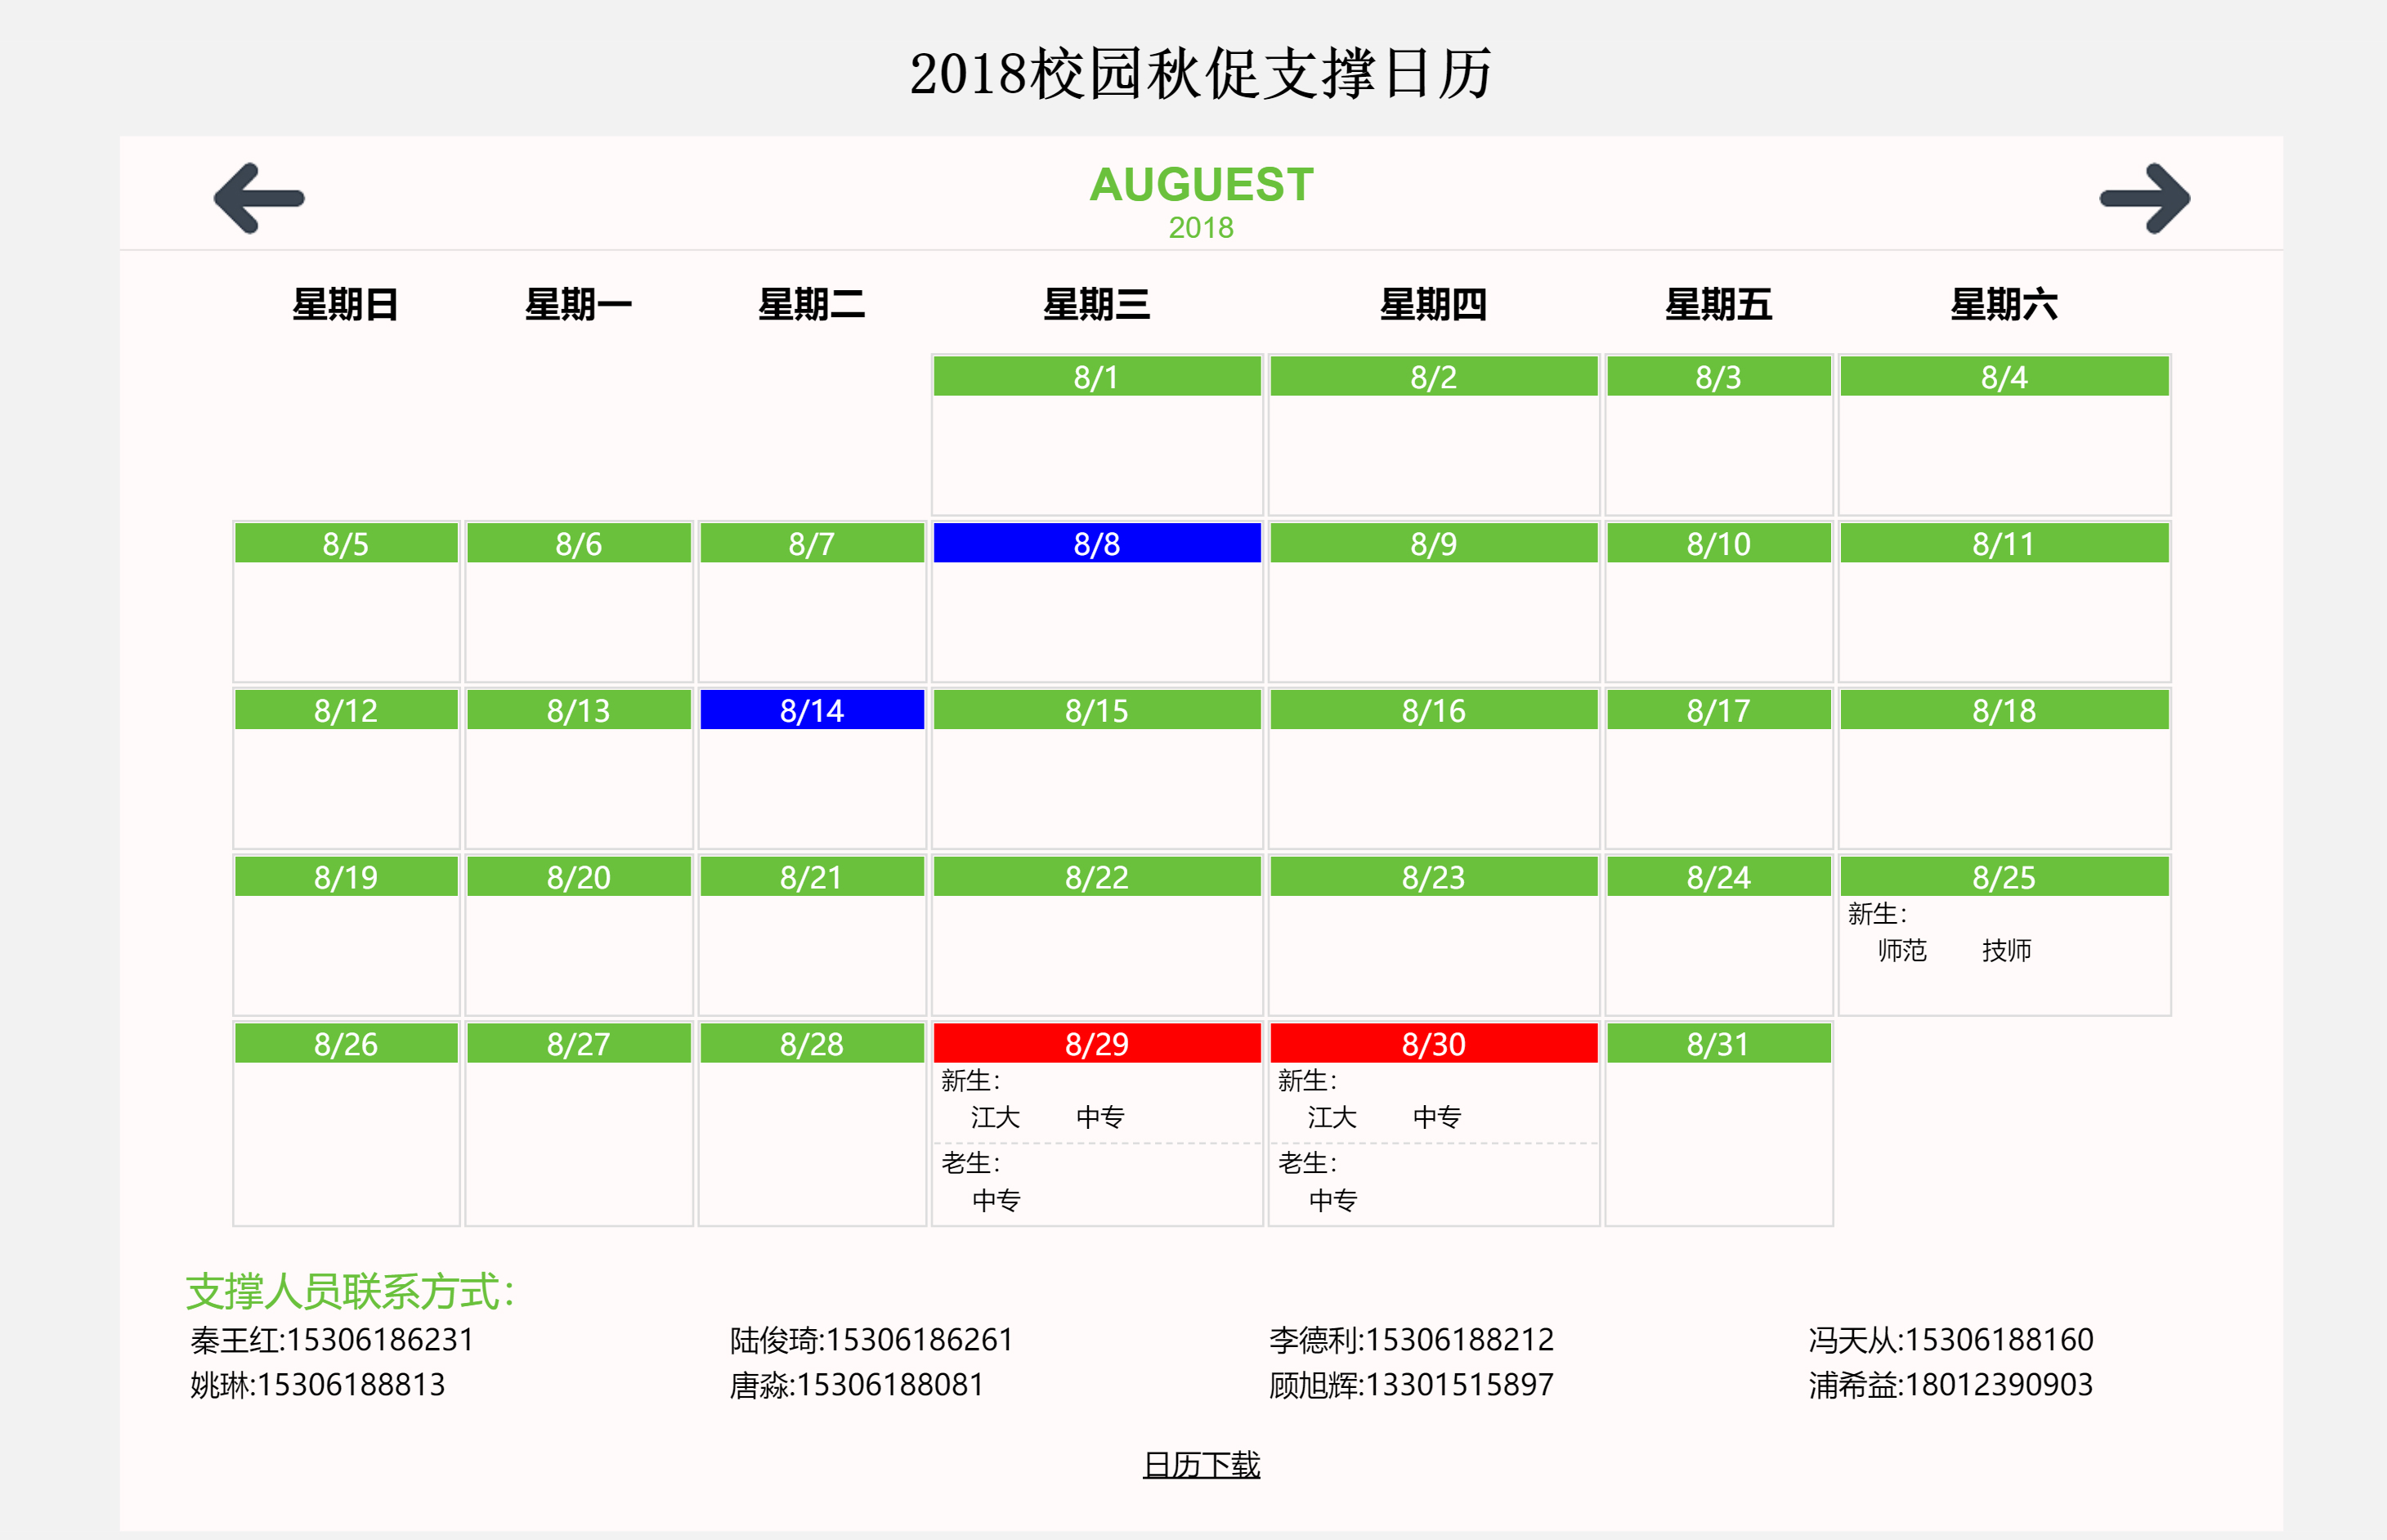 2018校园秋促支撑日历
AUGUEST
2018
星期日 星期一 星期二 星期三 星期四 星期五 星期六
8/1 8/2 8/3 8/4
8/5 8/6 8/7 8/8 8/9 8/10 8/11
8/12 8/13 8/14 8/15 8/16 8/17 8/18
8/19 8/20 8/21 8/22 8/23 8/24 8/25
新生：
师范 技师
8/26 8/27 8/28 8/29 8/30 8/31
新生： 新生：
江大 中专 江大 中专
老生： 老生：
中专 中专
支撑人员联系方式：
秦王红:15306186231 陆俊琦:15306186261 李德利:15306188212 冯天从:15306188160
姚琳:15306188813 唐淼:15306188081 顾旭辉:13301515897 浦希益:18012390903
日历下载